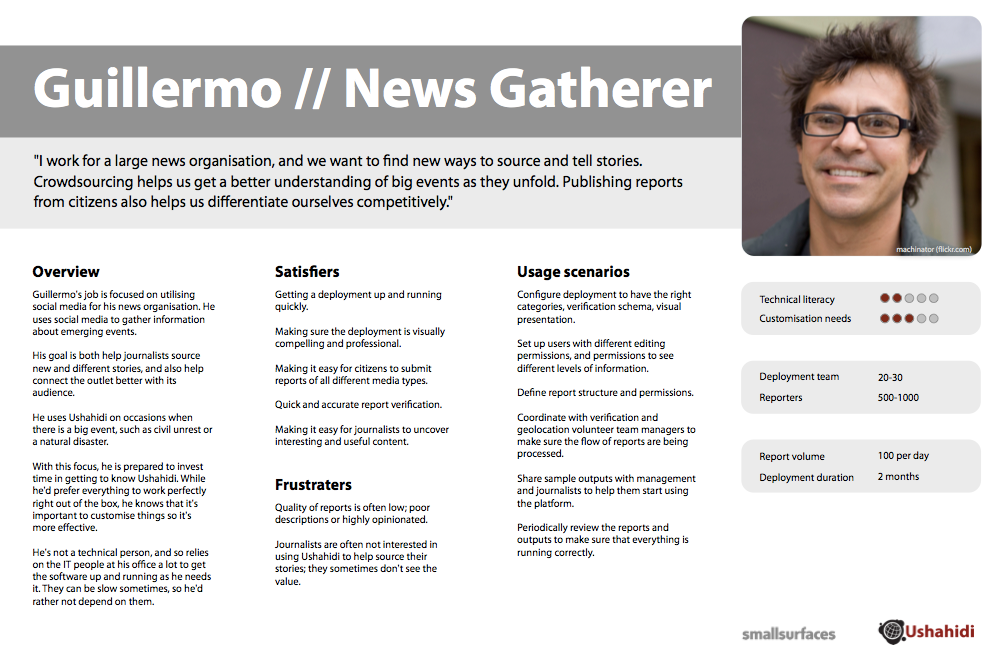 Guillermo // News Gatherer
"I work for a large news organisation, and we want to find new ways to source and tell stories.
Crowdsourcing helps us get a better understanding of big events as they unfold. Publishing reports
from citizens also helps us differentiate ourselves competitively."
machinator (flickr.com)
Overview
Guillermo's job is focused on utilising
social media for his news organisation. He
uses social media to gather information
about emerging events.
His goal is both help journalists source
new and different stories, and also help
connect the outlet better with its
audience.
He uses Ushahidi on occasions when
there is a big event, such as civil unrest or
a natural disaster.
With this focus, he is prepared to invest
time in getting to know Ushahidi. While
he'd prefer everything to work perfectly
right out of the box, he knows that it's
important to customise things so it's
more effective.
He's not a technical person, and so relies
on the IT people at his office a lot to get
the software up and running as he needs
it. They can be slow sometimes, so he'd
rather not depend on them.
Satisfiers
Getting a deployment up and running
quickly.
Making sure the deployment is visually
compelling and professional.
Making it easy for citizens to submit
reports of all different media types.
Quick and accurate report verification.
Making it easy for journalists to uncover
interesting and useful content.
Frustraters
Quality of reports is often low; poor
descriptions or highly opinionated.
Journalists are often not interested in
using Ushahidi to help source their
stories; they sometimes don't see the
value.
Usage scenarios
Configure deployment to have the right
categories, verification schema, visual
presentation.
Set up users with different editing
permissions, and permissions to see
different levels of information.
Define report structure and permissions.
Coordinate with verification and
geolocation volunteer team managers to
make sure the flow of reports are being
processed.
Share sample outputs with management
and journalists to help them start using
the platform.
Periodically review the reports and
outputs to make sure that everything is
running correctly.
Technical literacy
Customisation needs
Deployment team 20-30
Reporters 500-1000
Report volume 100 per day
Deployment duration 2 months
smallsurfaces
Ushahidi